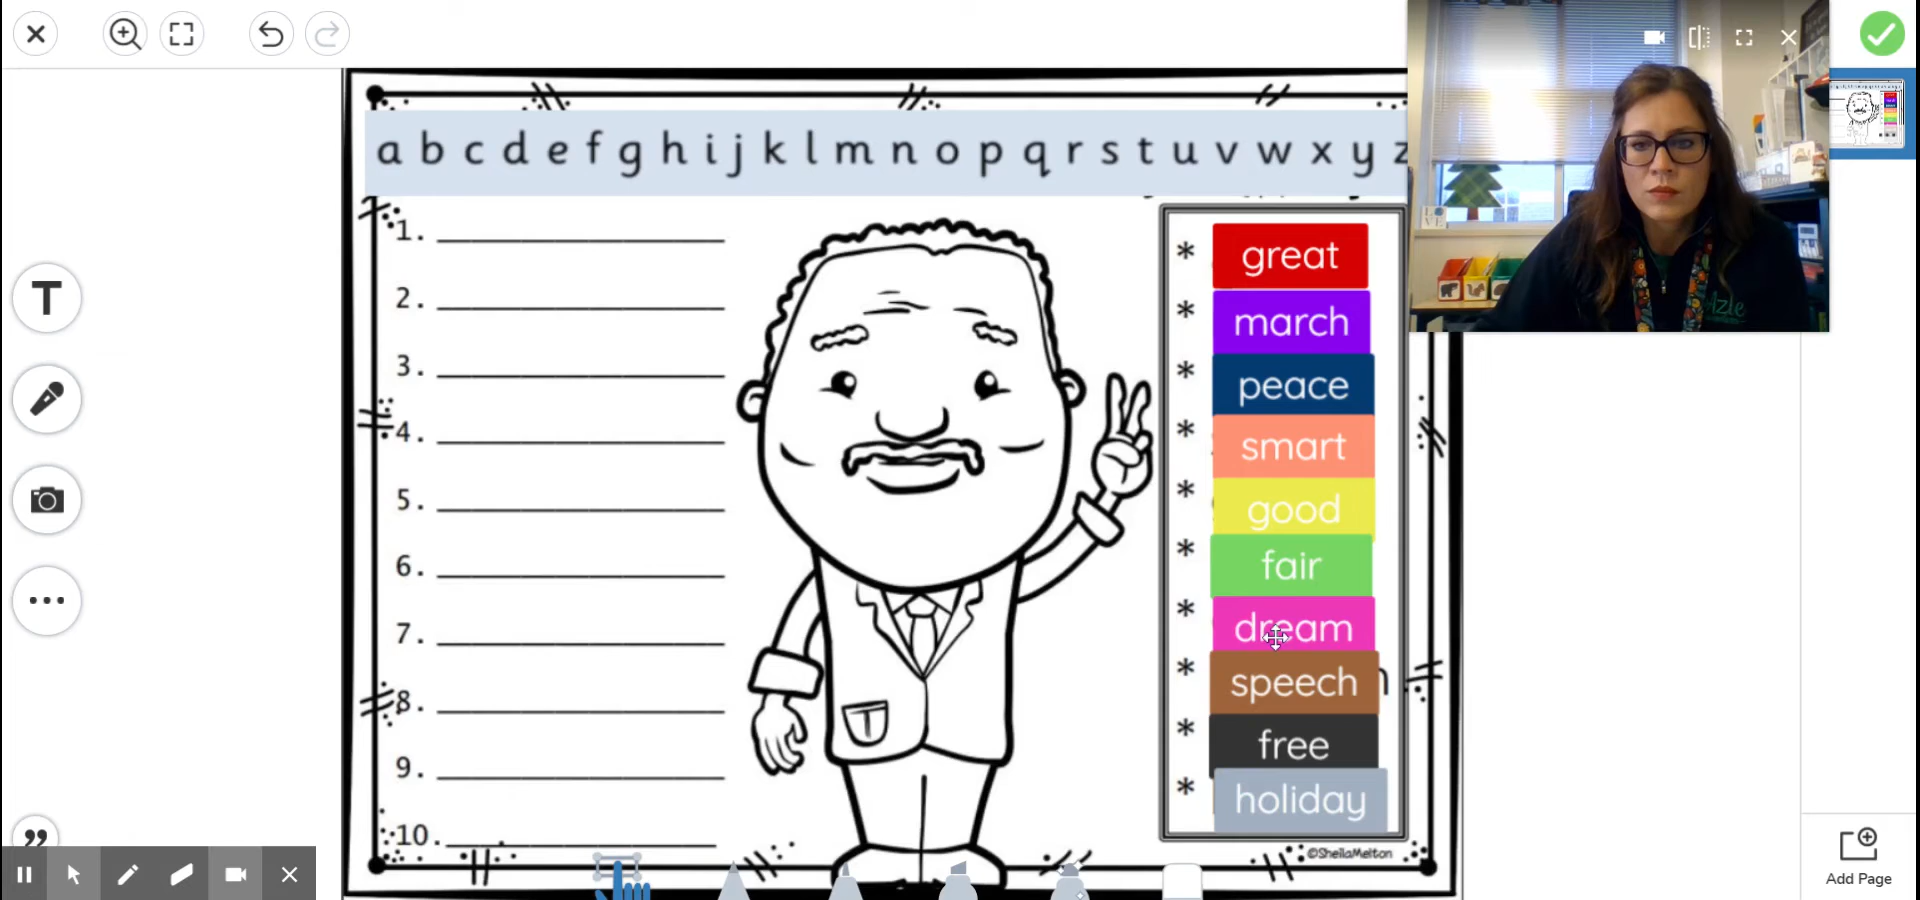 a b c d e f g h i j k l m n o p q r s t u v w x y z
1.
2.
3.
4.
5.
6.
7.
8.
9.
10.
* great
* march
* peace
* smart
* good
* fair
* dream
* speech
* free
* holiday
©SheilaMelton
T
Azle
Add Page